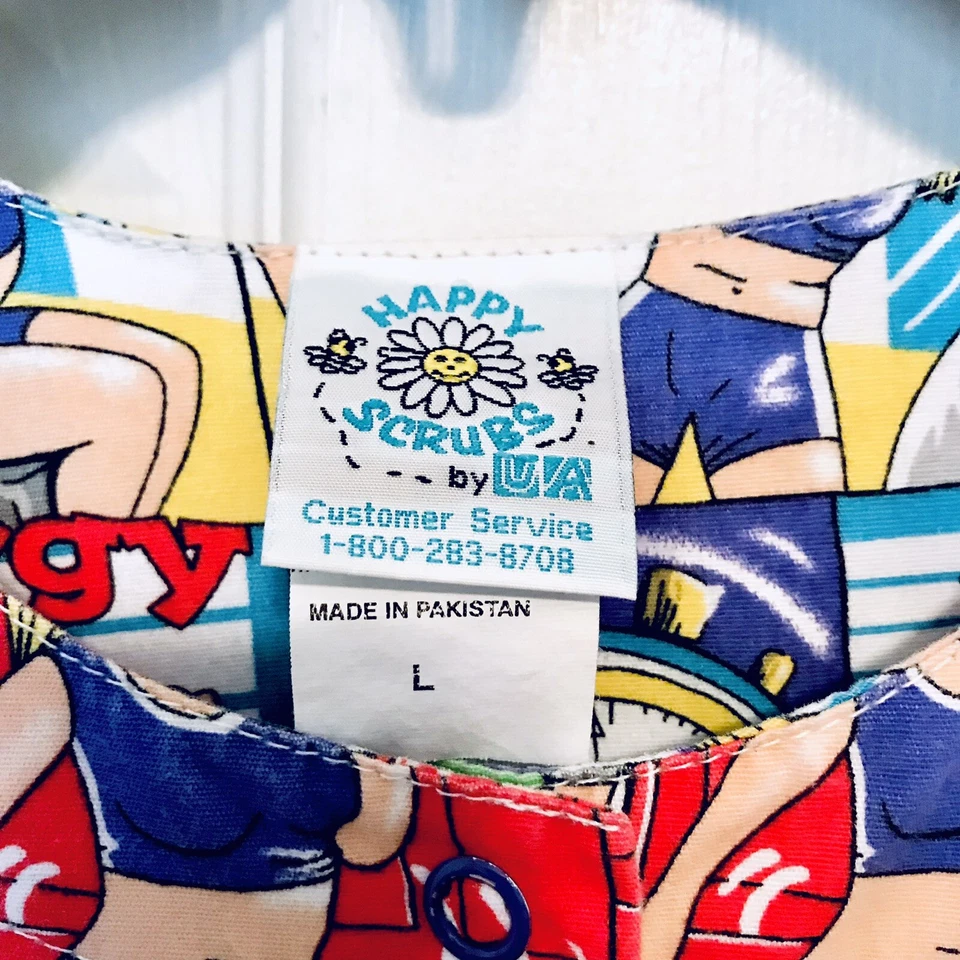 HAPPY
SCRUBS
by UA
Customer Service
1-800-283-8708
gy
MADE IN PAKISTAN
L